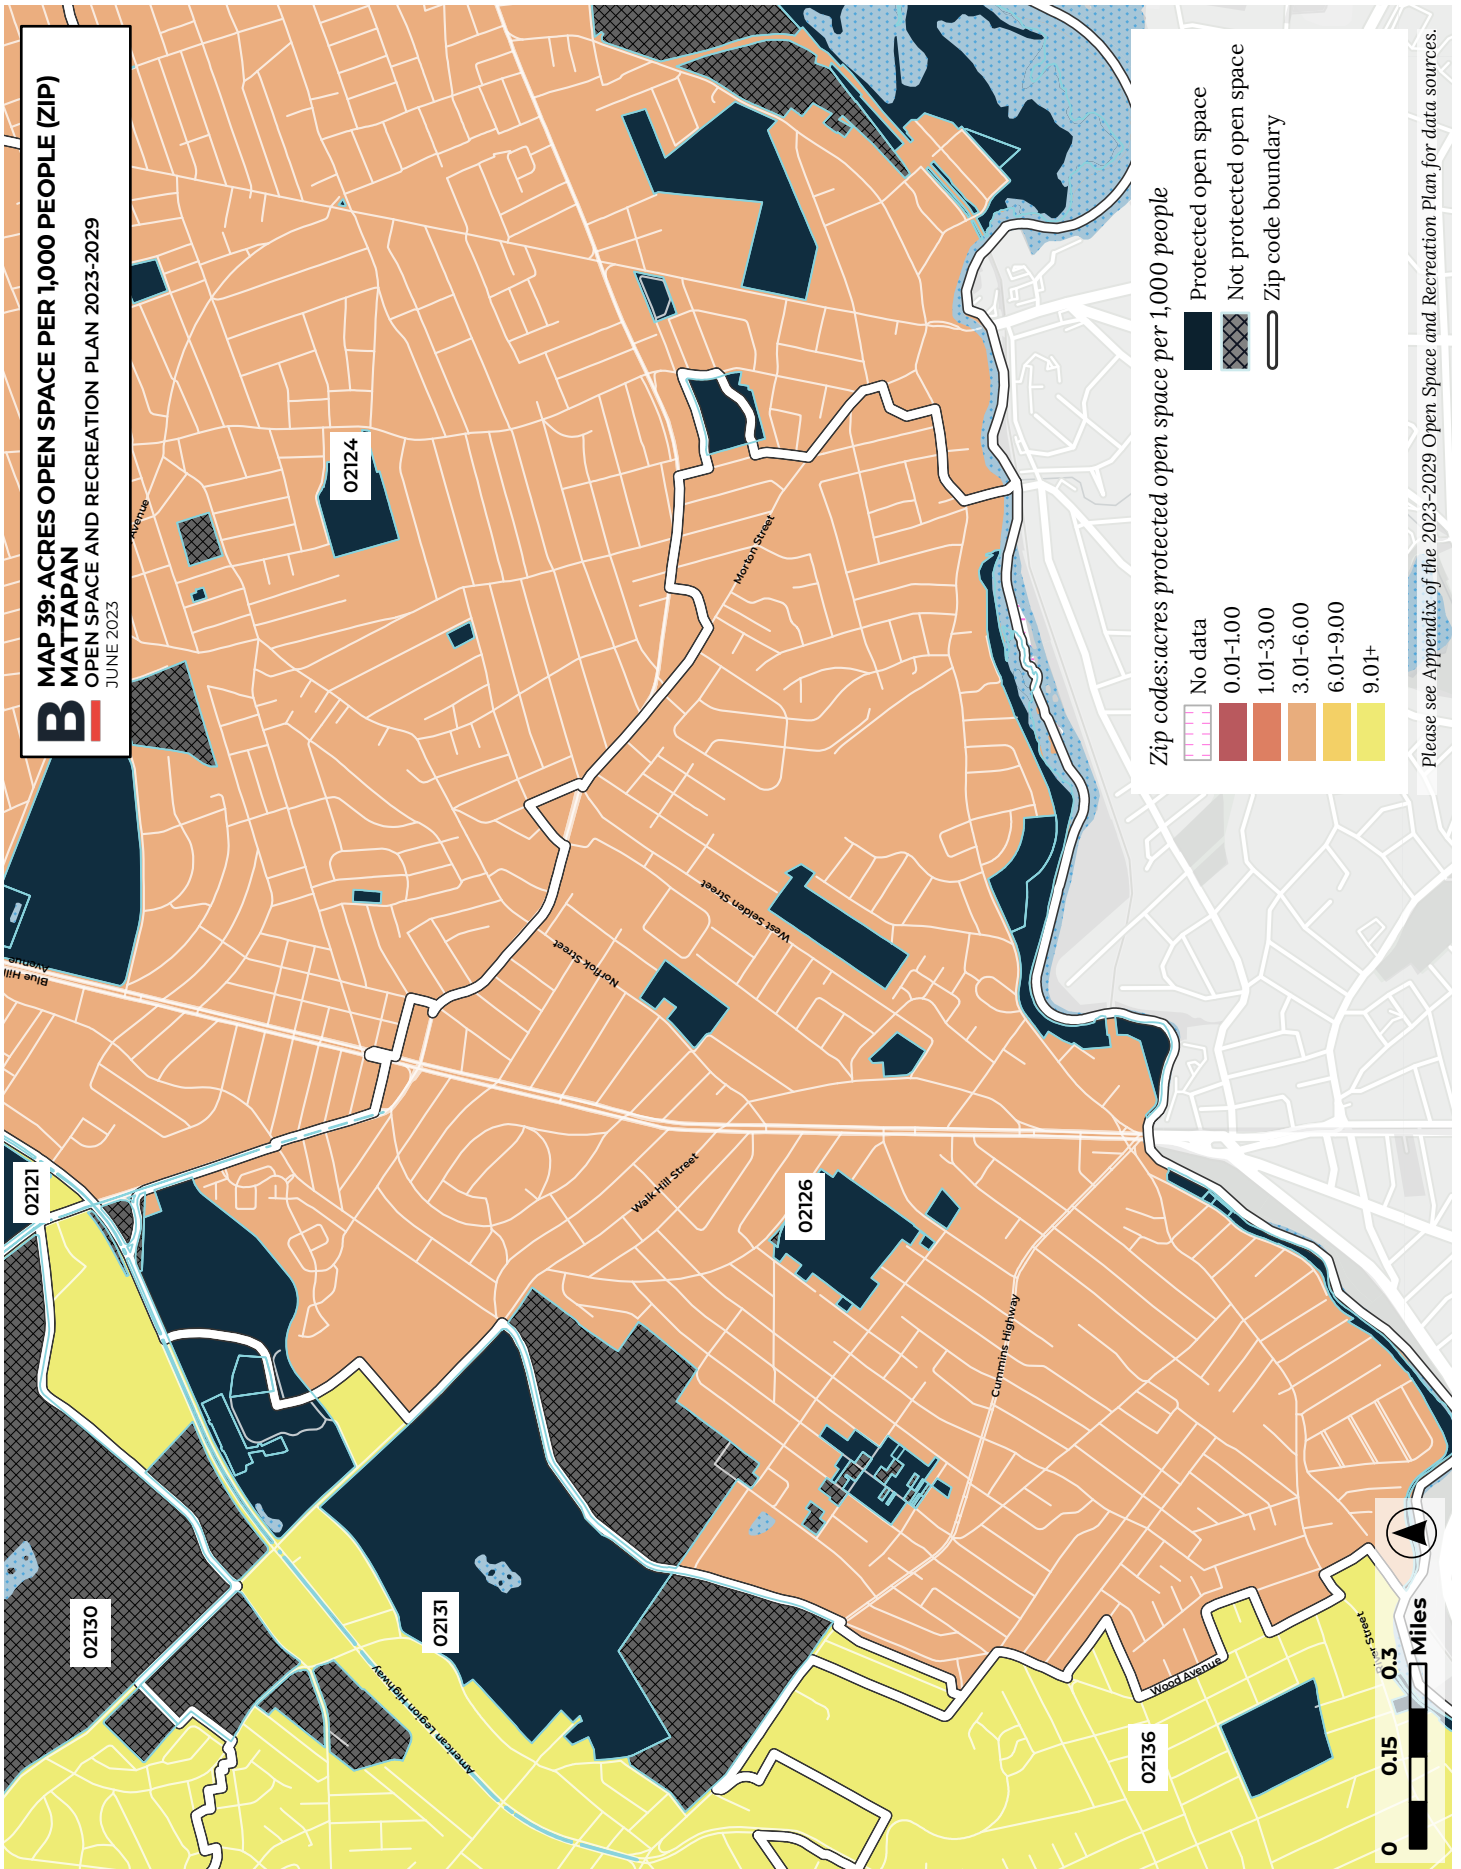 B
MAP 39: ACRES OPEN SPACE PER 1,000 PEOPLE (ZIP)
MATTAPAN
OPEN SPACE AND RECREATION PLAN 2023-2029
JUNE 2023
02130
02131
02136
02121
02126
02124
American Legion Highway
Wood Avenue
Cummins Highway
Walk Hill Street
Blue Hill
Avenue
Norflok Street
West Selden Street
Morton Street
Avenue
Street
0
0.15
0.3
Miles
Zip codes:acres protected open space per 1,000 people
No data
0.01-1.00
1.01-3.00
3.01-6.00
6.01-9.00
9.01+
Protected open space
Not protected open space
Zip code boundary
Please see Appendix of the 2023-2029 Open Space and Recreation Plan for data sources.